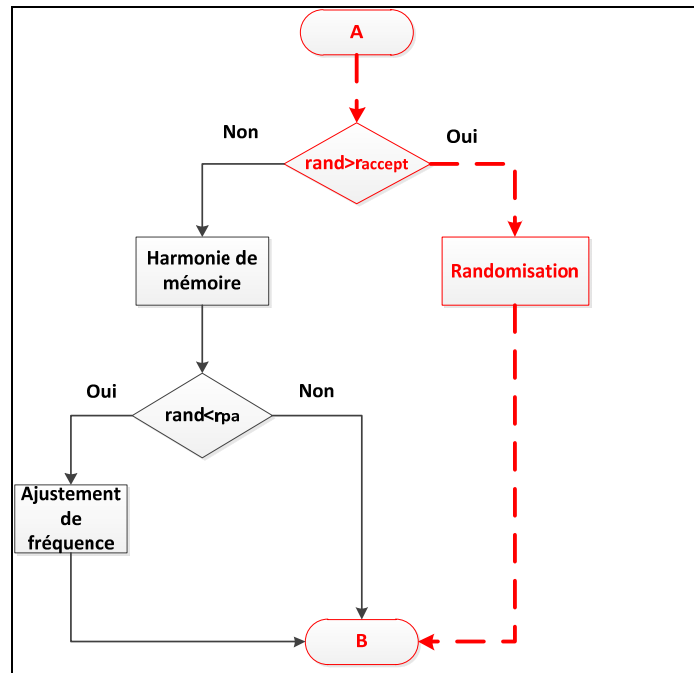 A
Non
Oui
rand>raccept
Harmonie de
mémoire
Randomisation
Oui
Non
rand<rpa
Ajustement
de
fréquence
B